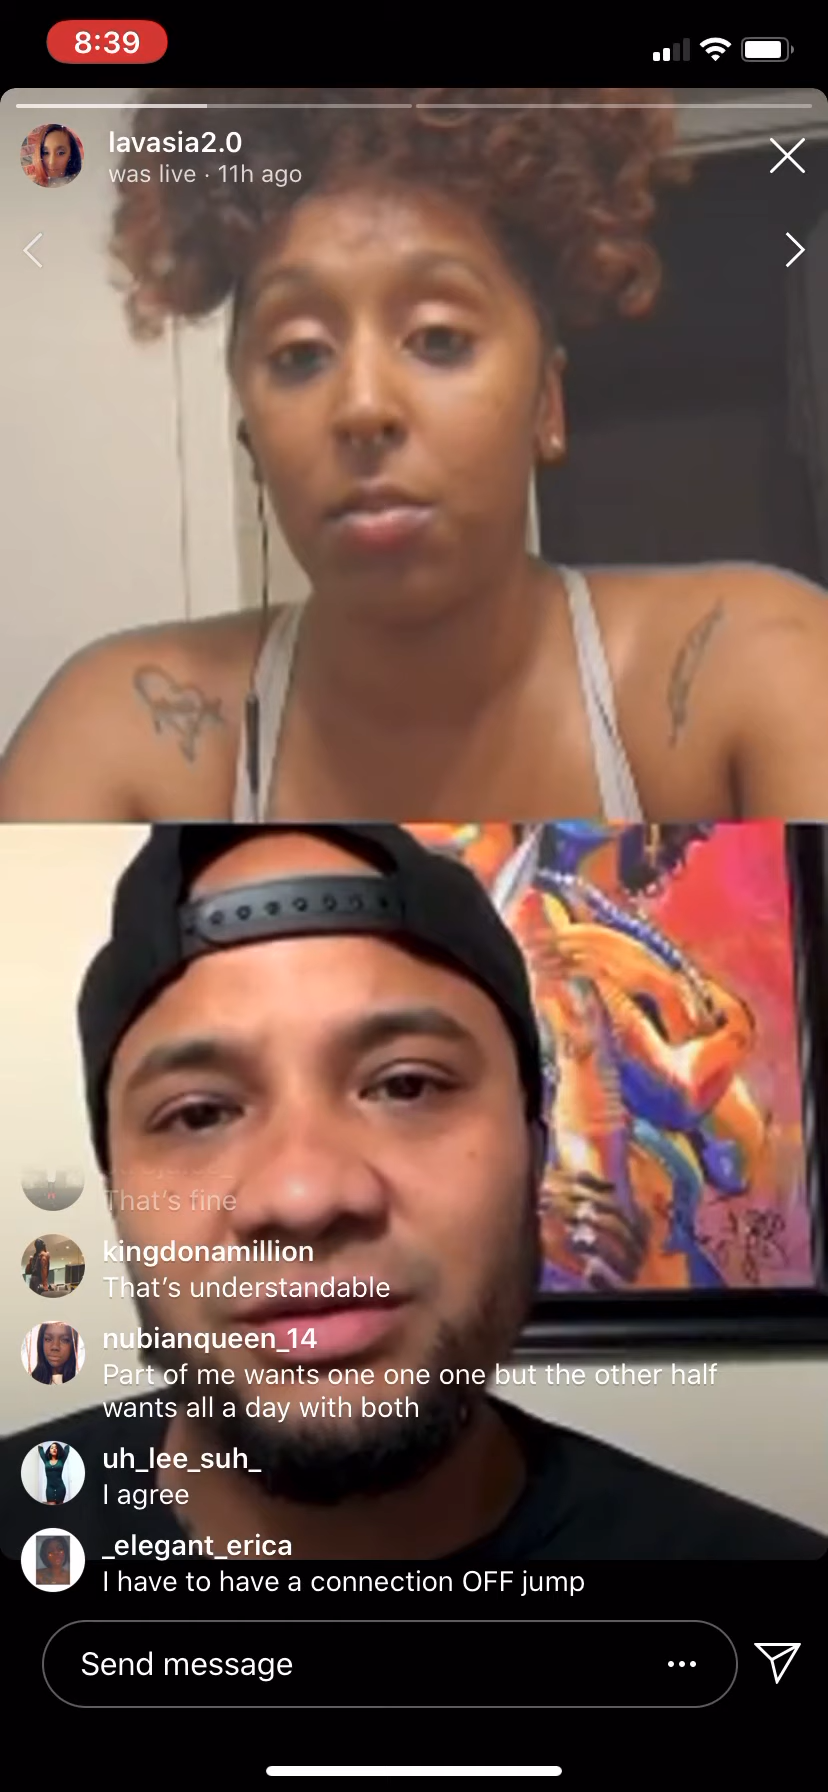 8:39
lavasia2.0
was live · 11h ago
That's fine
kingdonamillion
That's understandable
nubianqueen_14
Part of me wants one one one but the other half
wants all a day with both
uh_lee_suh_
I agree
_elegant_erica
I have to have a connection OFF jump
Send message